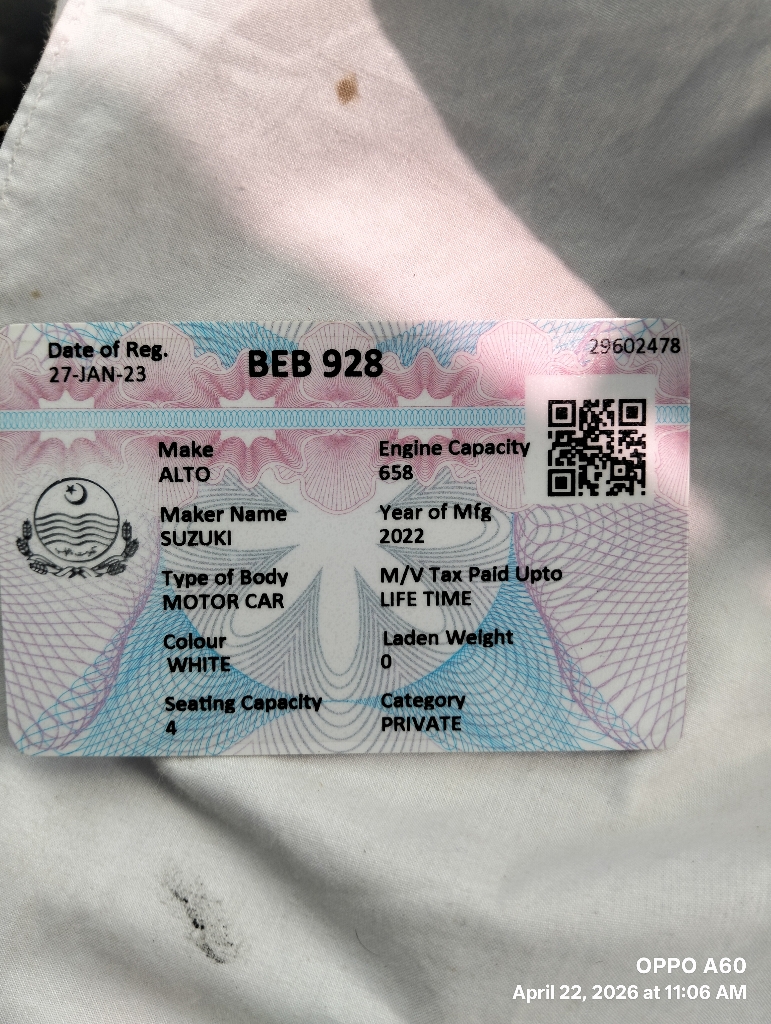 Date of Reg.
27-JAN-23
BEB 928
29602478
Make
ALTO
Engine Capacity
658
Maker Name
SUZUKI
Year of Mfg
2022
Type of Body
MOTOR CAR
M/V Tax Paid Upto
LIFE TIME
Colour
WHITE
Laden Weight
0
Seating Capacity
4
Category
PRIVATE
OPPO A60
April 22, 2026 at 11:06 AM